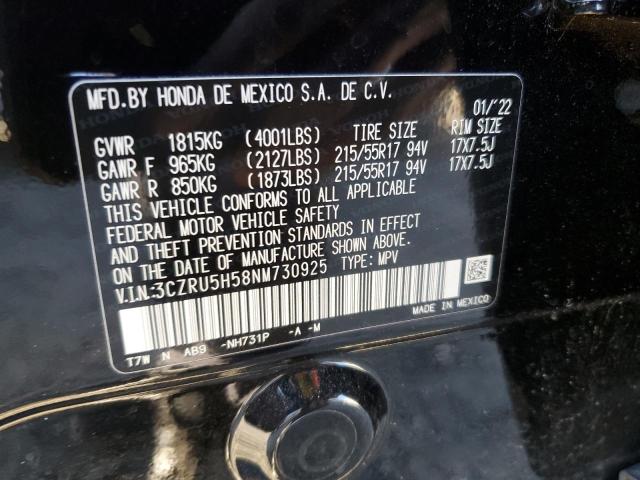 MFD.BY HONDA DE MEXICO S.A. DE C.V. 01/'22
GVWR 1815KG (4001LBS) TIRE SIZE RIM SIZE
GAWR F 965KG (2127LBS) 215/55R17 94V 17X7.5J
GAWR R 850KG (1873LBS) 215/55R17 94V 17X7.5J
THIS VEHICLE CONFORMS TO ALL APPLICABLE
FEDERAL MOTOR VEHICLE SAFETY
AND THEFT PREVENTION STANDARDS IN EFFECT
ON THE DATE OF MANUFACTURE SHOWN ABOVE.
V.I.N.:3CZRU5H58NM730925 TYPE: MPV
MADE IN MEXICO
T7W N AB9 -NH731P -A -M